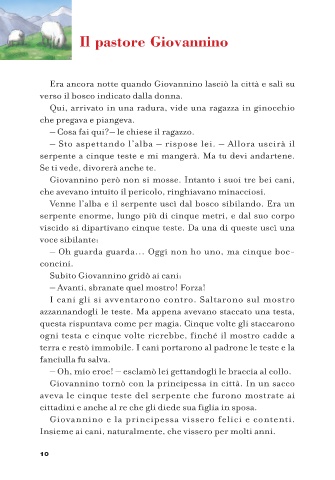 Il pastore Giovannino
Era ancora notte quando Giovannino lasciò la città e salì su
verso il bosco indicato dalla donna.
Qui, arrivato in una radura, vide una ragazza in ginocchio
che pregava e piangeva.
– Cosa fai qui?– le chiese il ragazzo.
– Sto aspettando l'alba – rispose lei. – Allora uscirà il
serpente a cinque teste e mi mangerà. Ma tu devi andartene.
Se ti vede, divorerà anche te.
Giovannino però non si mosse. Intanto i suoi tre bei cani,
che avevano intuito il pericolo, ringhiavano minacciosi.
Venne l'alba e il serpente uscì dal bosco sibilando. Era un
serpente enorme, lungo più di cinque metri, e dal suo corpo
viscido si dipartivano cinque teste. Da una di queste uscì una
voce sibilante:
– Oh guarda guarda... Oggi non ho uno, ma cinque boc-
concini.
Subito Giovannino gridò ai cani:
– Avanti, sbranate quel mostro! Forza!
I cani gli si avventarono contro. Saltarono sul mostro
azzannandogli le teste. Ma appena avevano staccato una testa,
questa rispuntava come per magia. Cinque volte gli staccarono
ogni testa e cinque volte ricrebbe, finché il mostro cadde a
terra e restò immobile. I cani portarono al padrone le teste e la
fanciulla fu salva.
– Oh, mio eroe! – esclamò lei gettandogli le braccia al collo.
Giovannino tornò con la principessa in città. In un sacco
aveva le cinque teste del serpente che furono mostrate ai
cittadini e anche al re che gli diede sua figlia in sposa.
Giovannino e la principessa vissero felici e contenti.
Insieme ai cani, naturalmente, che vissero per molti anni.
10